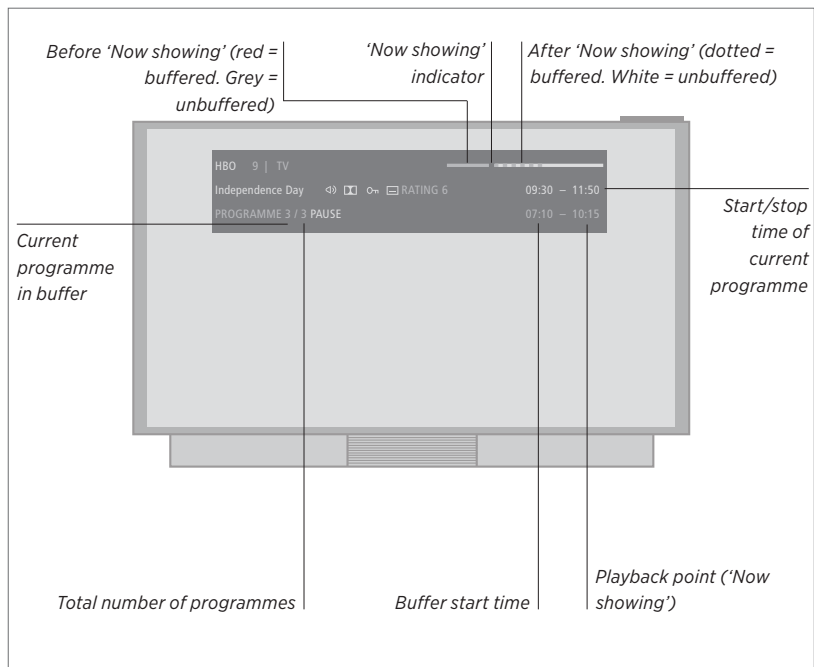 Before ‘Now showing’ (red =
buffered. Grey =
unbuffered)
‘Now showing’
indicator
After ‘Now showing’ (dotted =
buffered. White = unbuffered)
HBO 9 | TV
Independence Day RATING 6 09:30 – 11:50
PROGRAMME 3 / 3 PAUSE 07:10 – 10:15
Current
programme
in buffer
Start/stop
time of
current
programme
Total number of programmes
Buffer start time
Playback point (‘Now
showing’)